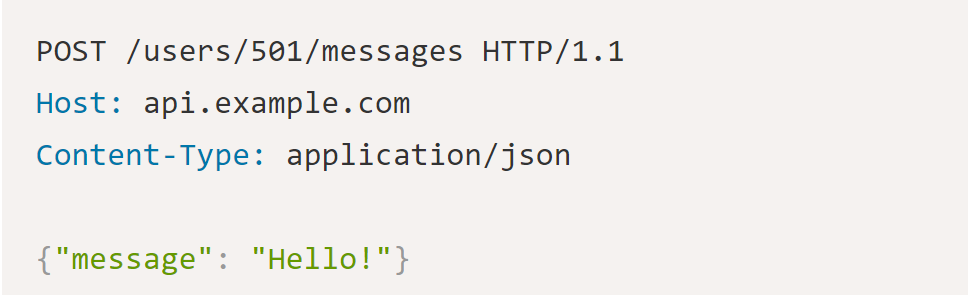 POST /users/501/messages HTTP/1.1
Host: api.example.com
Content-Type: application/json
{"message": "Hello!"}